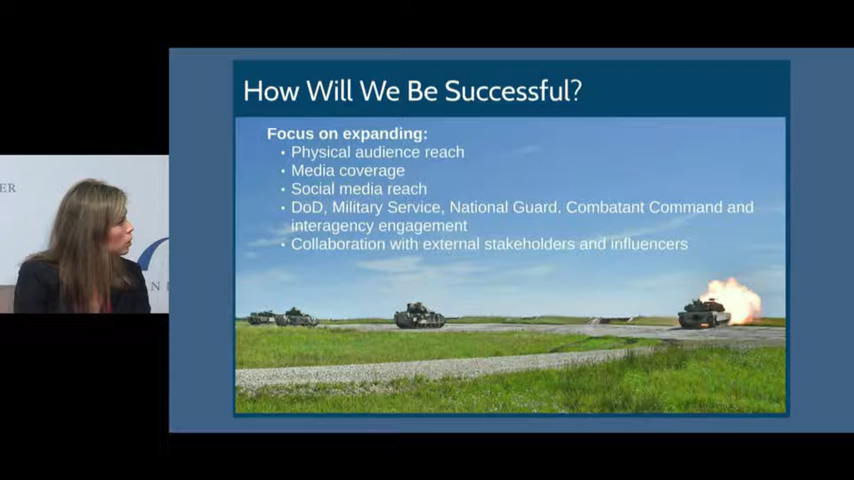 How Will We Be Successful?
Focus on expanding:
• Physical audience reach
• Media coverage
• Social media reach
• DoD, Military Service, National Guard, Combatant Command and
interagency engagement
• Collaboration with external stakeholders and influencers
ER